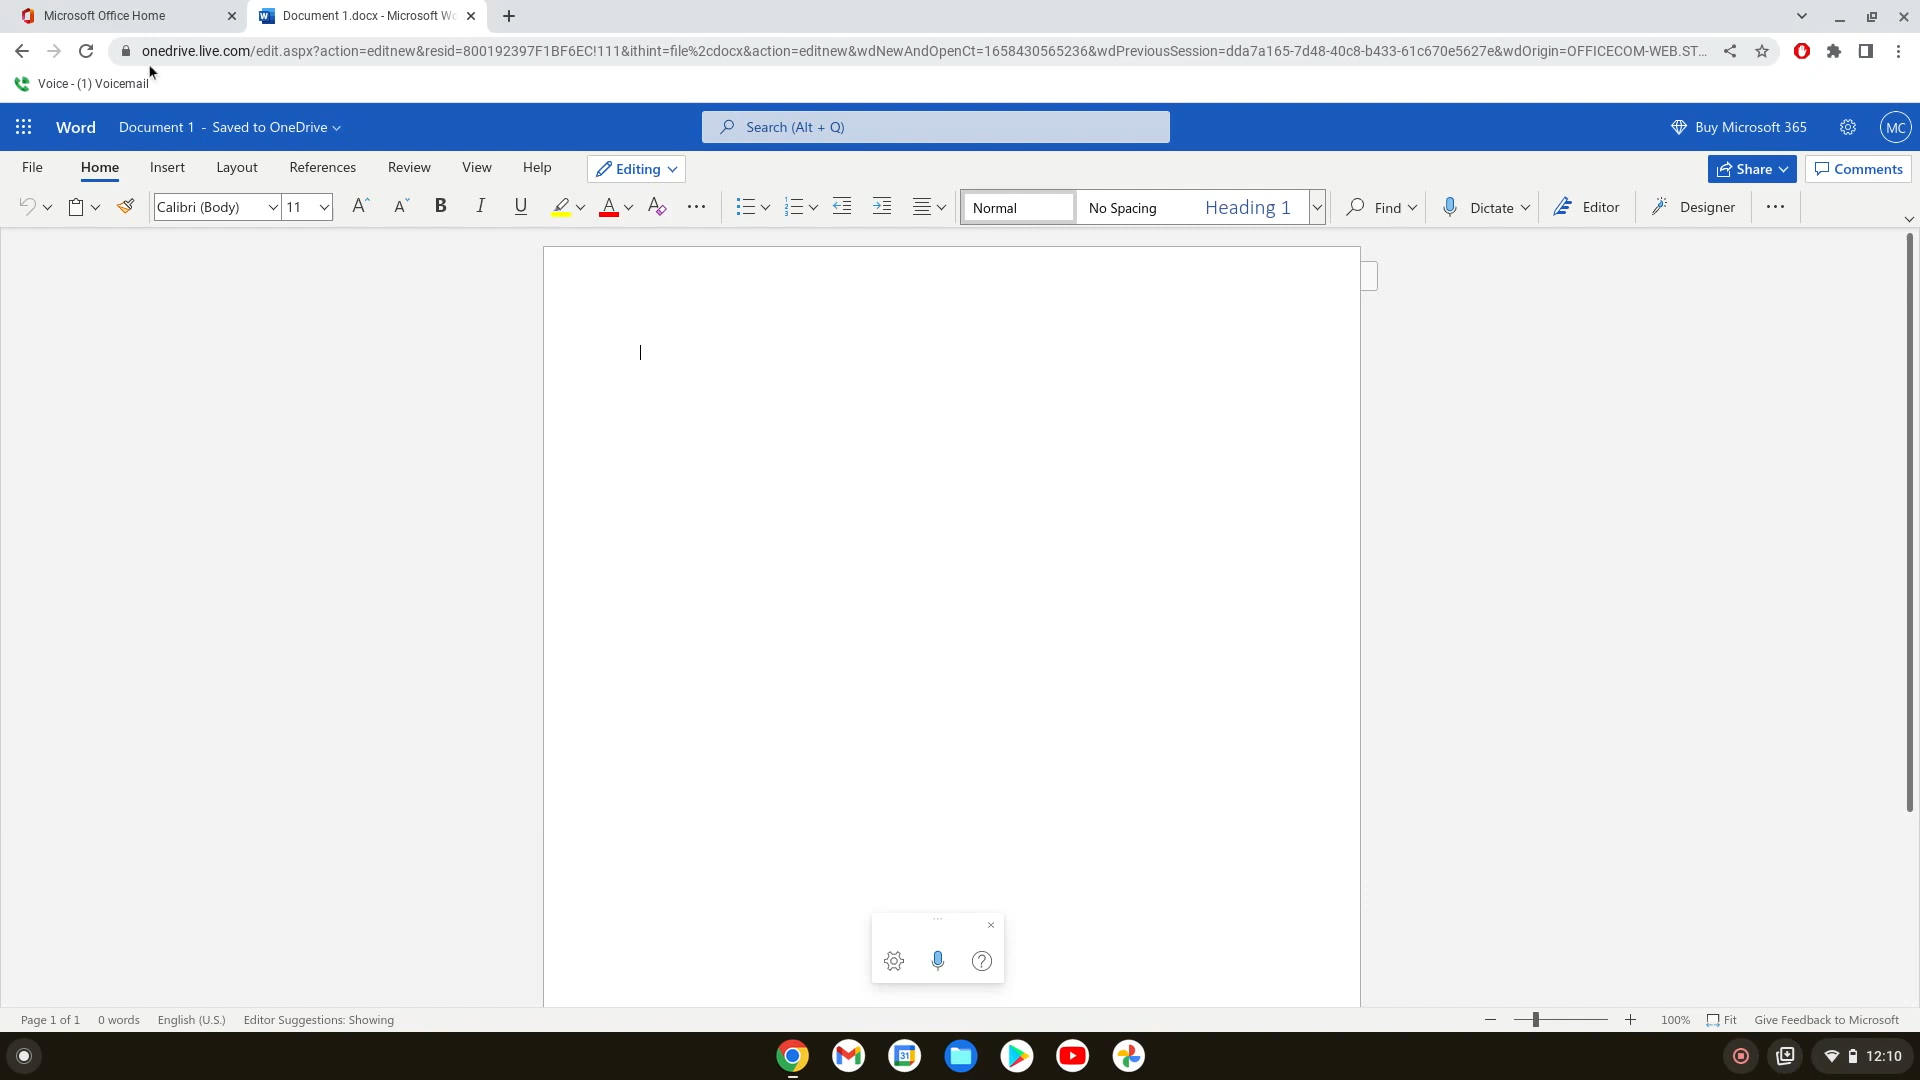 Microsoft Office Home
Document 1.docx - Microsoft Wo
onedrive.live.com/edit.aspx?action=editnew&resid=800192397F1BF6EC!111&ithint=file%2cdocx&action=editnew&wdNewAndOpenCt=1658430565236&wdPreviousSession=dda7a165-7d48-40c8-b433-61c670e5627e&wdOrigin=OFFICECOM-WEB.ST...
Voice - (1) Voicemail
Word Document 1 - Saved to OneDrive Search (Alt + Q) Buy Microsoft 365 MC
File Home Insert Layout References Review View Help Editing Share Comments
Calibri (Body) 11 B I U A A Normal No Spacing Heading 1 Find Dictate Editor Designer
Page 1 of 1 0 words English (U.S.) Editor Suggestions: Showing 100% Fit Give Feedback to Microsoft
31 12:10